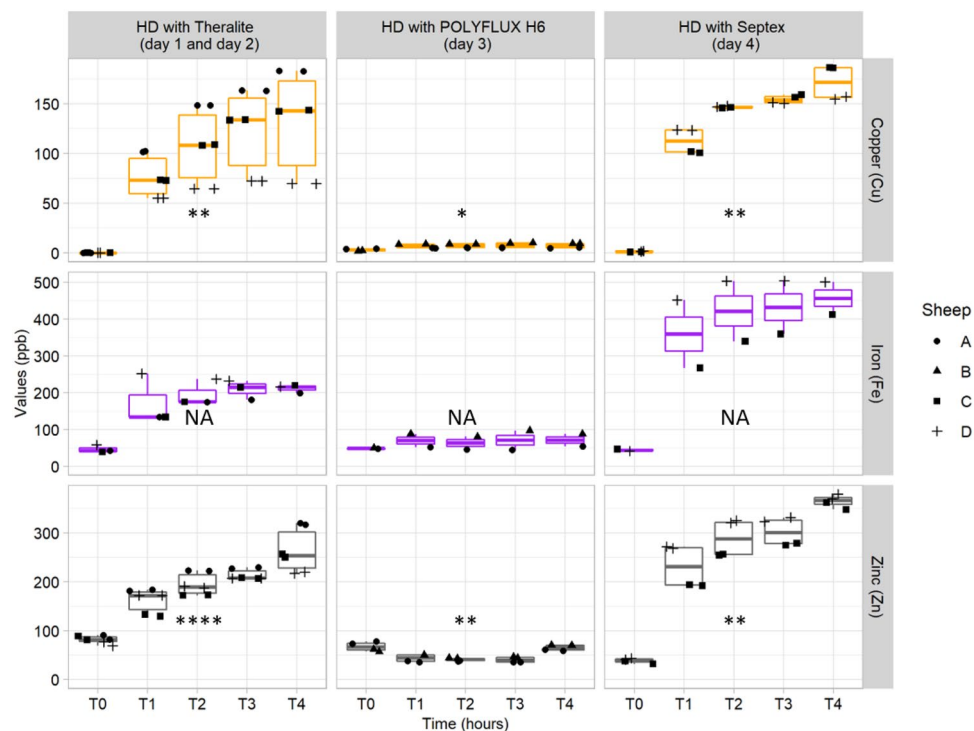 HD with Theralite
(day 1 and day 2)
HD with POLYFLUX H6
(day 3)
HD with Septex
(day 4)
150
100
50
0
**
*
**
Copper (Cu)
500
400
300
200
100
0
NA
NA
NA
Iron (Fe)
300
200
100
0
****
**
**
Zinc (Zn)
Values (ppb)
T0 T1 T2 T3 T4
T0 T1 T2 T3 T4
T0 T1 T2 T3 T4
Time (hours)
Sheep
A
B
C
D